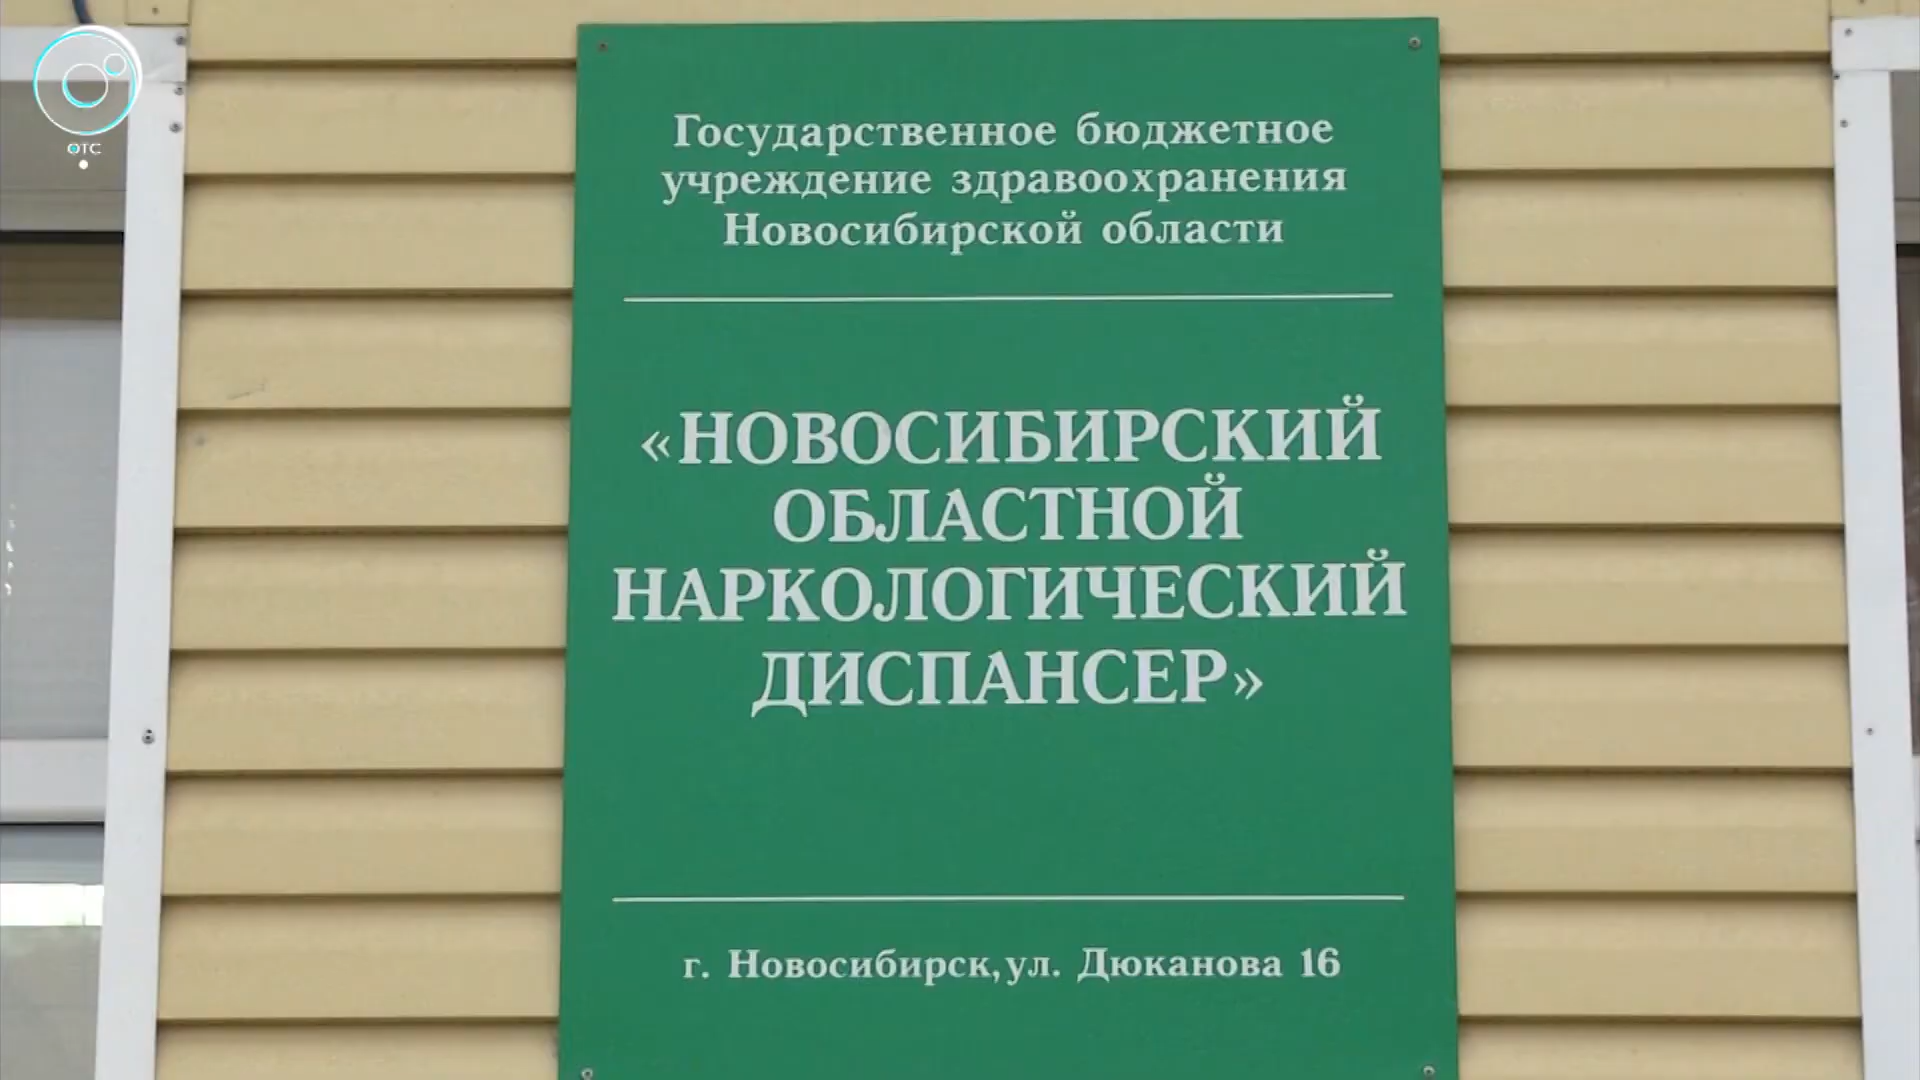 ОТС
Государственное бюджетное
учреждение здравоохранения
Новосибирской области
«НОВОСИБИРСКИЙ
ОБЛАСТНОЙ
НАРКОЛОГИЧЕСКИЙ
ДИСПАНСЕР»
г. Новосибирск, ул. Дюканова 16